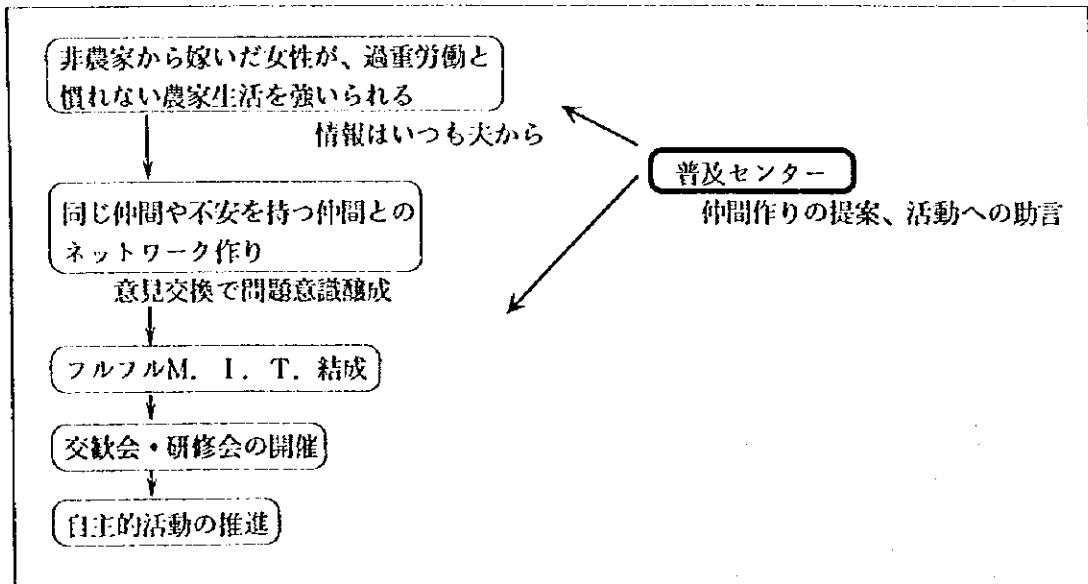 非農家から嫁いだ女性が、過重労働と
慣れない農家生活を強いられる
情報はいつも夫から
普及センター
仲間作りの提案、活動への助言
同じ仲間や不安を持つ仲間との
ネットワーク作り
意見交換で問題意識醸成
フルフルM.I.T.結成
交歓会・研修会の開催
自主的活動の推進